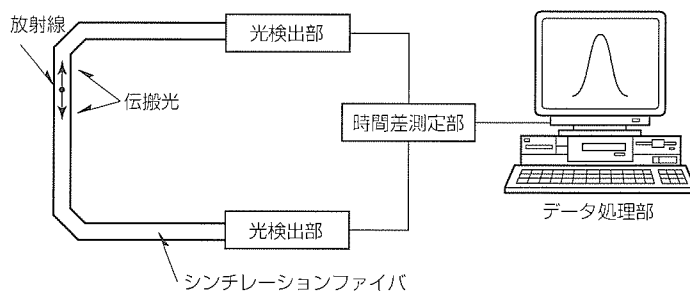 放射線
光検出部
伝搬光
時間差測定部
データ処理部
光検出部
シンチレーションファイバ